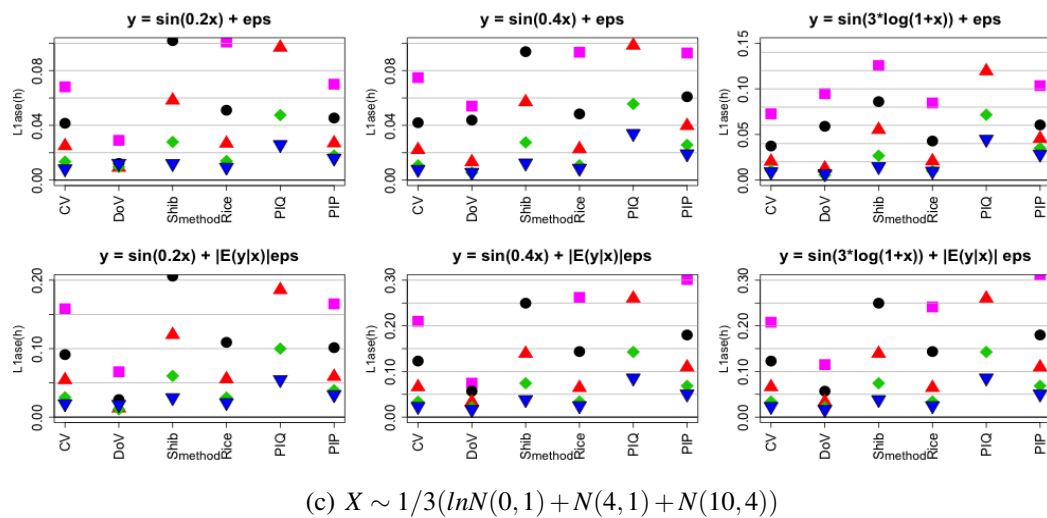 y = sin(0.2x) + eps
y = sin(0.4x) + eps
y = sin(3*log(1+x)) + eps
L1ase(h)
0.00 0.04 0.08
CV DoV Shib Rice PIQ PIP
method
L1ase(h)
0.00 0.04 0.08
CV DoV Shib Rice PIQ PIP
method
L1ase(h)
0.00 0.05 0.10 0.15
CV DoV Shib Rice PIQ PIP
method
y = sin(0.2x) + |E(y|x)|eps
y = sin(0.4x) + |E(y|x)|eps
y = sin(3*log(1+x)) + |E(y|x)| eps
L1ase(h)
0.00 0.10 0.20
CV DoV Shib Rice PIQ PIP
method
L1ase(h)
0.00 0.10 0.20 0.30
CV DoV Shib Rice PIQ PIP
method
L1ase(h)
0.00 0.10 0.20 0.30
CV DoV Shib Rice PIQ PIP
method
(c) X ∼ 1/3(lnN(0,1)+N(4,1)+N(10,4))